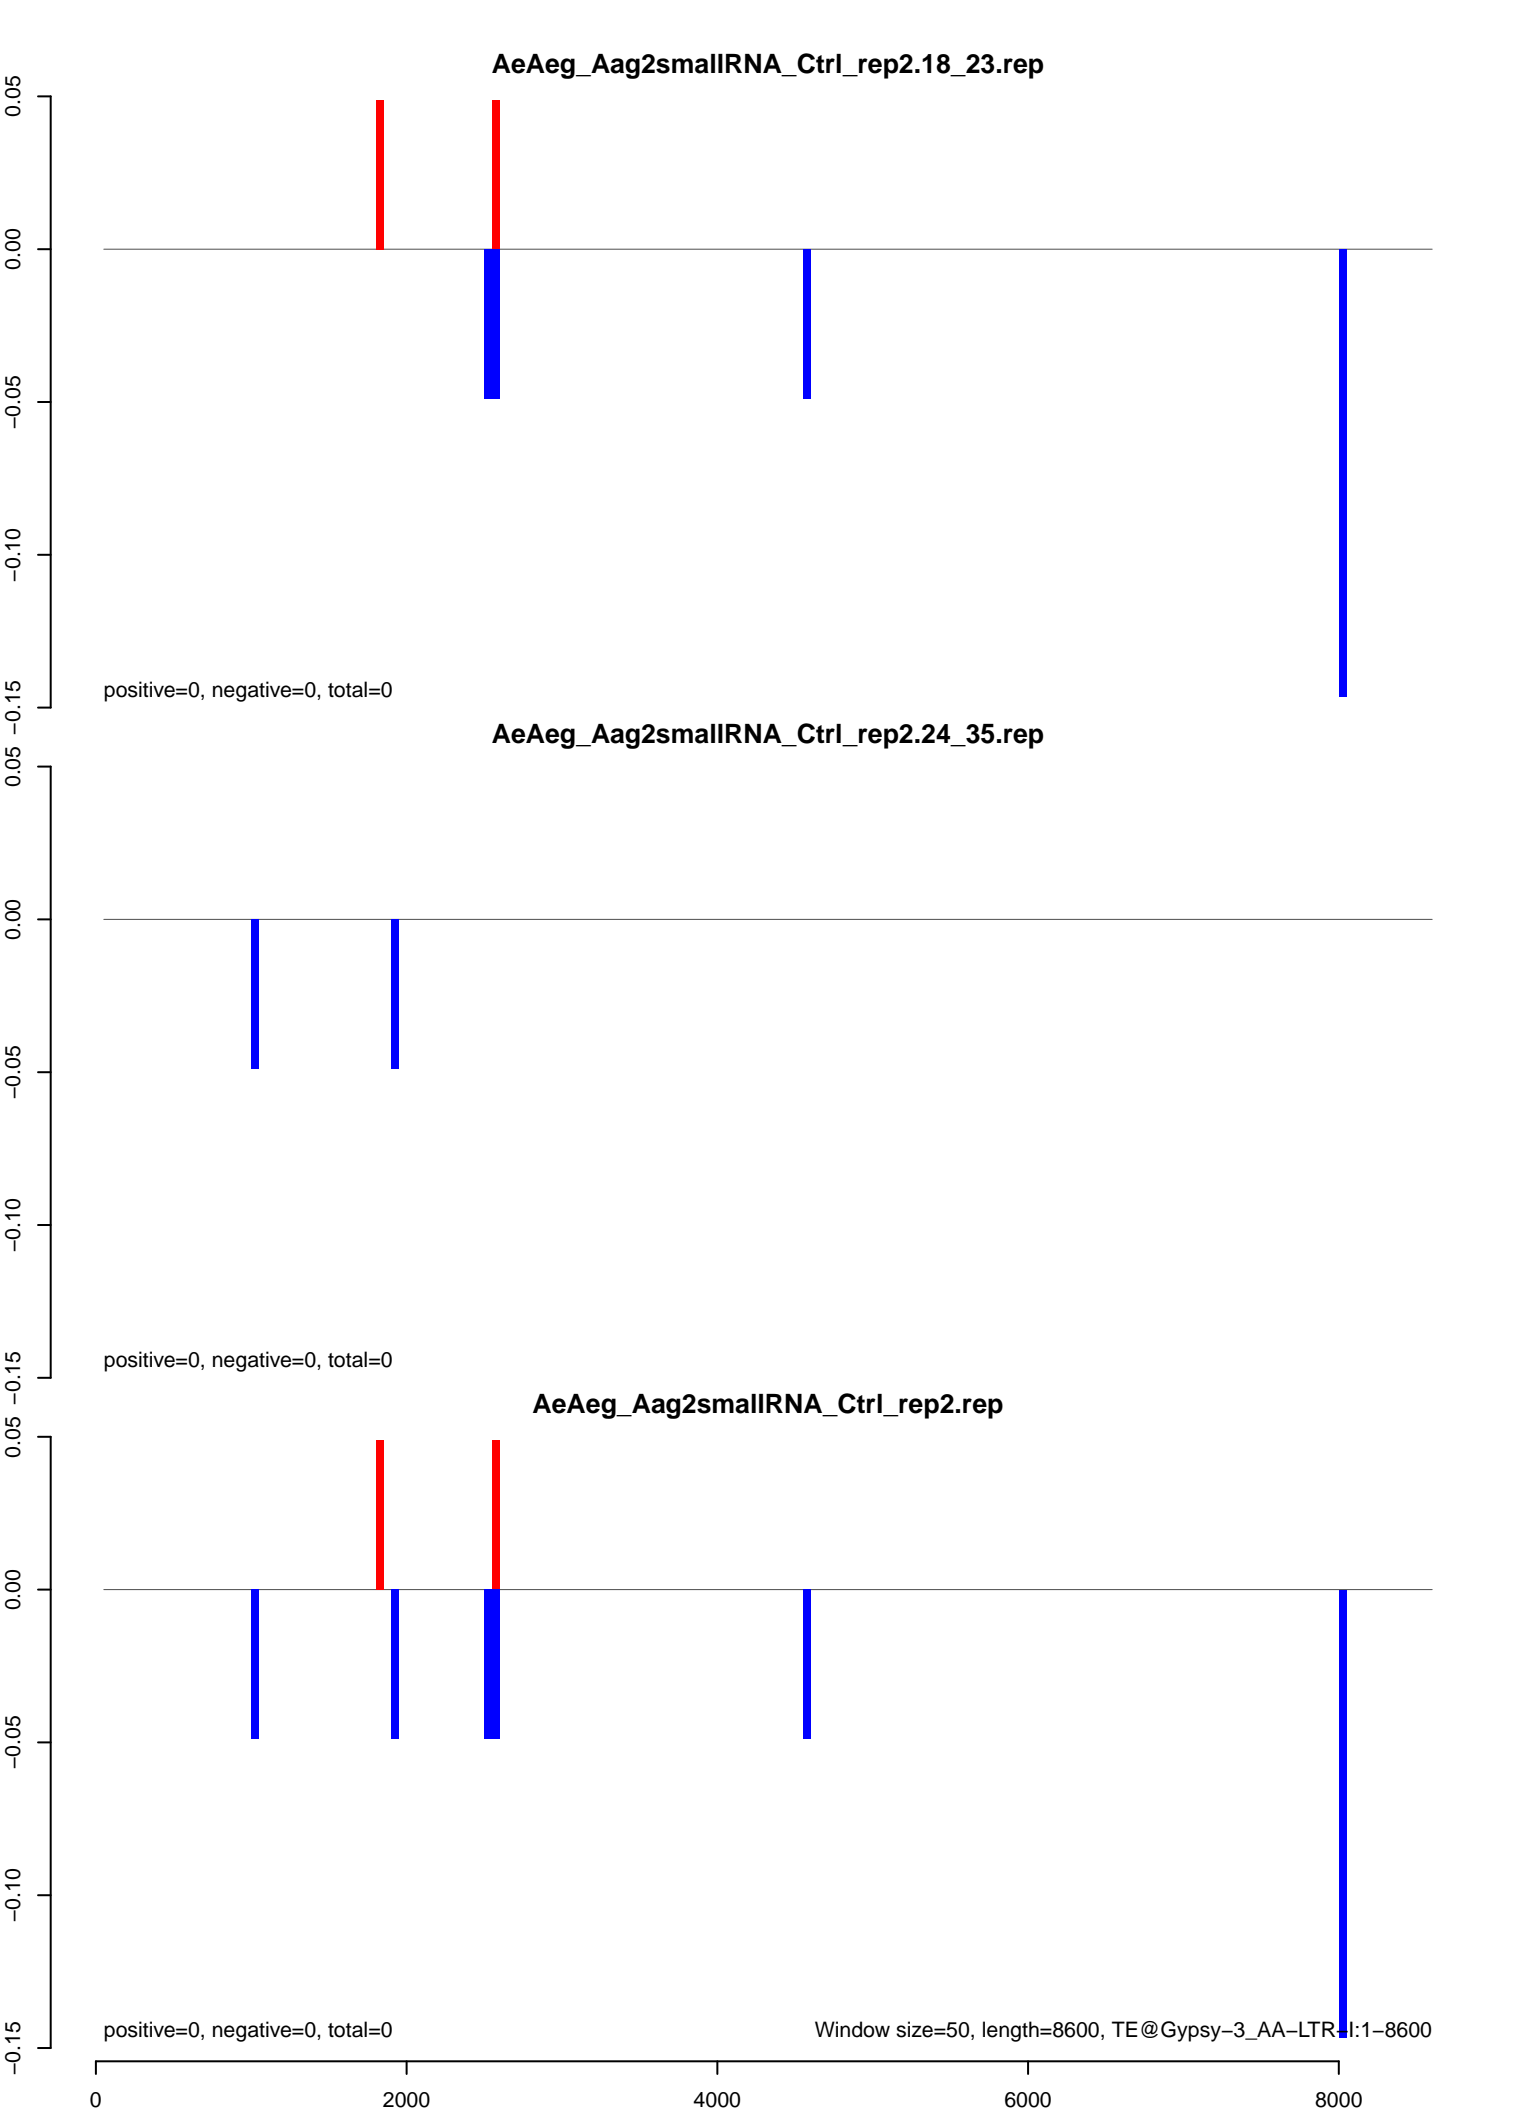 AeAeg_Aag2smallRNA_Ctrl_rep2.18_23.rep
0.05
0.00
−0.05
−0.10
−0.15
positive=0, negative=0, total=0
AeAeg_Aag2smallRNA_Ctrl_rep2.24_35.rep
0.05
0.00
−0.05
−0.10
−0.15
positive=0, negative=0, total=0
AeAeg_Aag2smallRNA_Ctrl_rep2.rep
0.05
0.00
−0.05
−0.10
−0.15
positive=0, negative=0, total=0
Window size=50, length=8600, TE@Gypsy−3_AA−LTR−I:1−8600
0 2000 4000 6000 8000